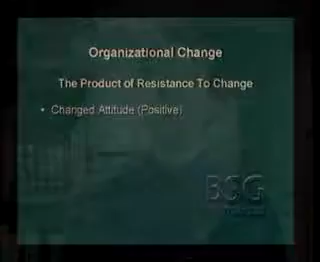 Organizational Change
The Product of Resistance To Change
• Changed Attitude (Positive)
BCG